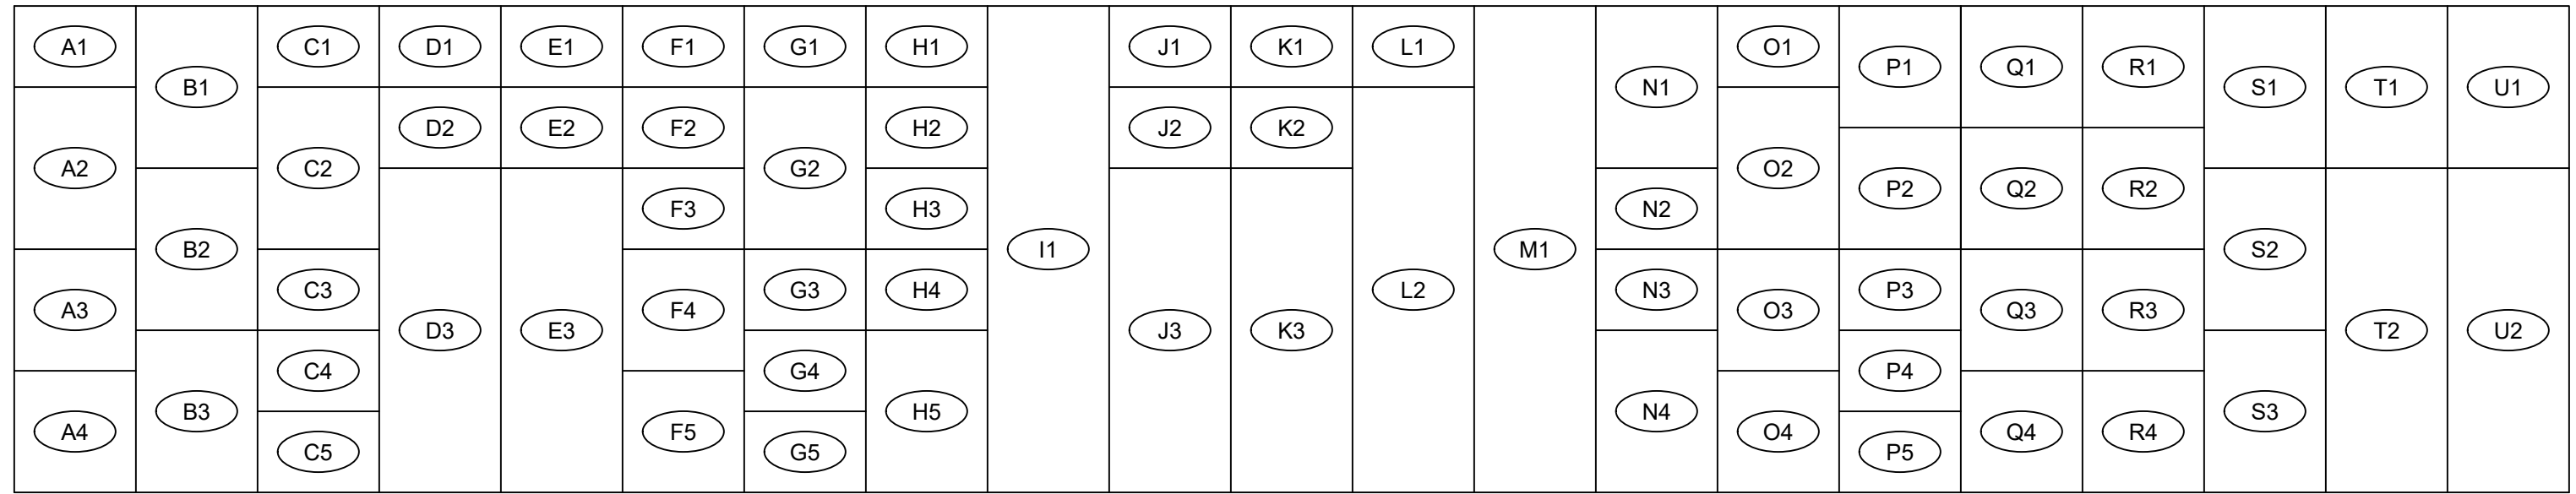 A1 C1 D1 E1 F1 G1 H1 J1 K1 L1 O1
P1 Q1 R1
B1 N1 S1 T1 U1
D2 E2 F2 H2 J2 K2
A2 C2 G2 O2
P2 Q2 R2
F3 H3 N2
B2 I1 M1 S2
C3 G3 H4 L2 N3 P3
A3 F4 O3 Q3 R3
D3 E3 J3 K3 T2 U2
C4 G4 P4
B3 H5 N4 S3
A4 F5 O4 Q4 R4
C5 G5 P5